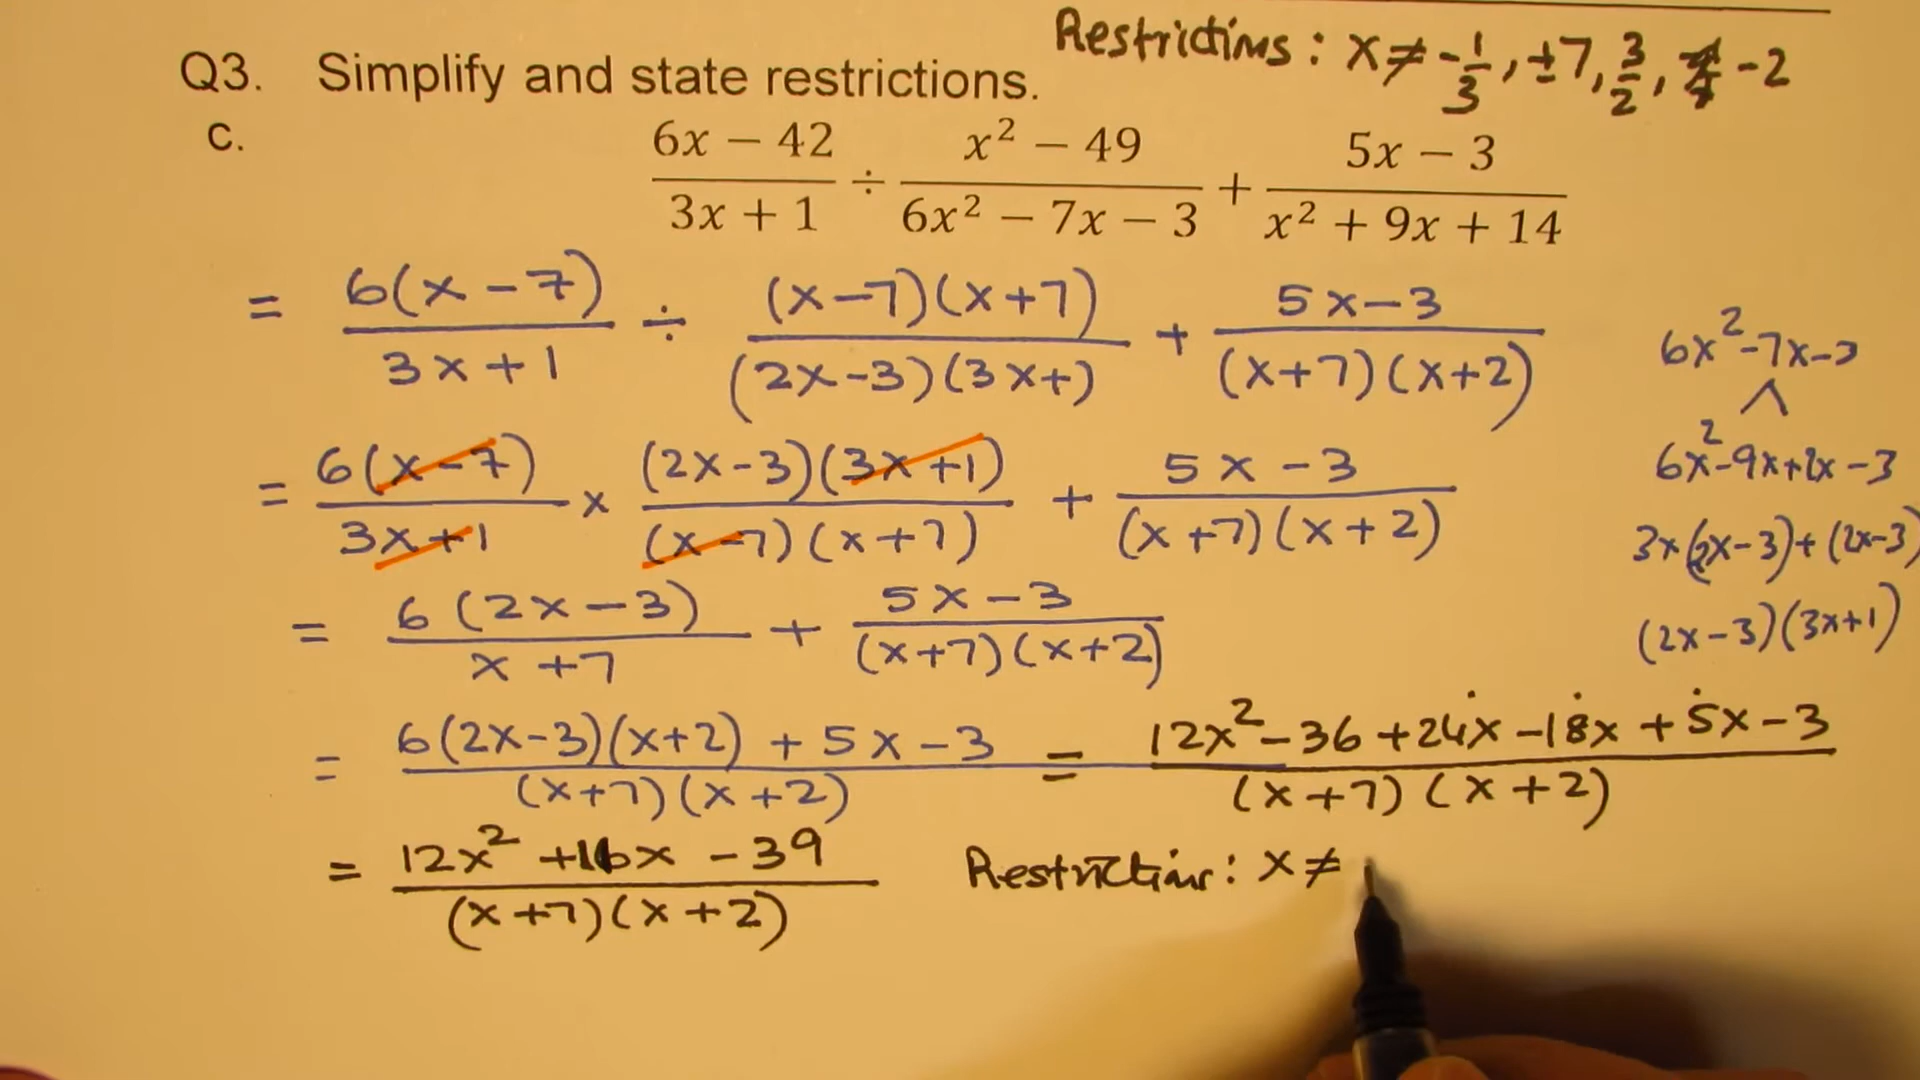 Restrictions: x ≠ -1/3, ±7, 3/2, -2
Q3. Simplify and state restrictions.
c.
(6x − 42)/(3x + 1) ÷ (x² − 49)/(6x² − 7x − 3) + (5x − 3)/(x² + 9x + 14)
= 6(x-7)/(3x+1) ÷ (x-7)(x+7)/((2x-3)(3x+)) + (5x-3)/((x+7)(x+2))
6x²-7x-3
= 6(x-7)/(3x+1) × (2x-3)(3x+1)/((x-7)(x+7)) + (5x-3)/((x+7)(x+2))
6x²-9x+2x-3
3x(2x-3)+(2x-3)
= 6(2x-3)/(x+7) + (5x-3)/((x+7)(x+2))
(2x-3)(3x+1)
= (6(2x-3)(x+2) + 5x-3)/((x+7)(x+2)) = (12x²-36+24x-18x+5x-3)/((x+7)(x+2))
= (12x²+16x-39)/((x+7)(x+2))
Restriction: x ≠